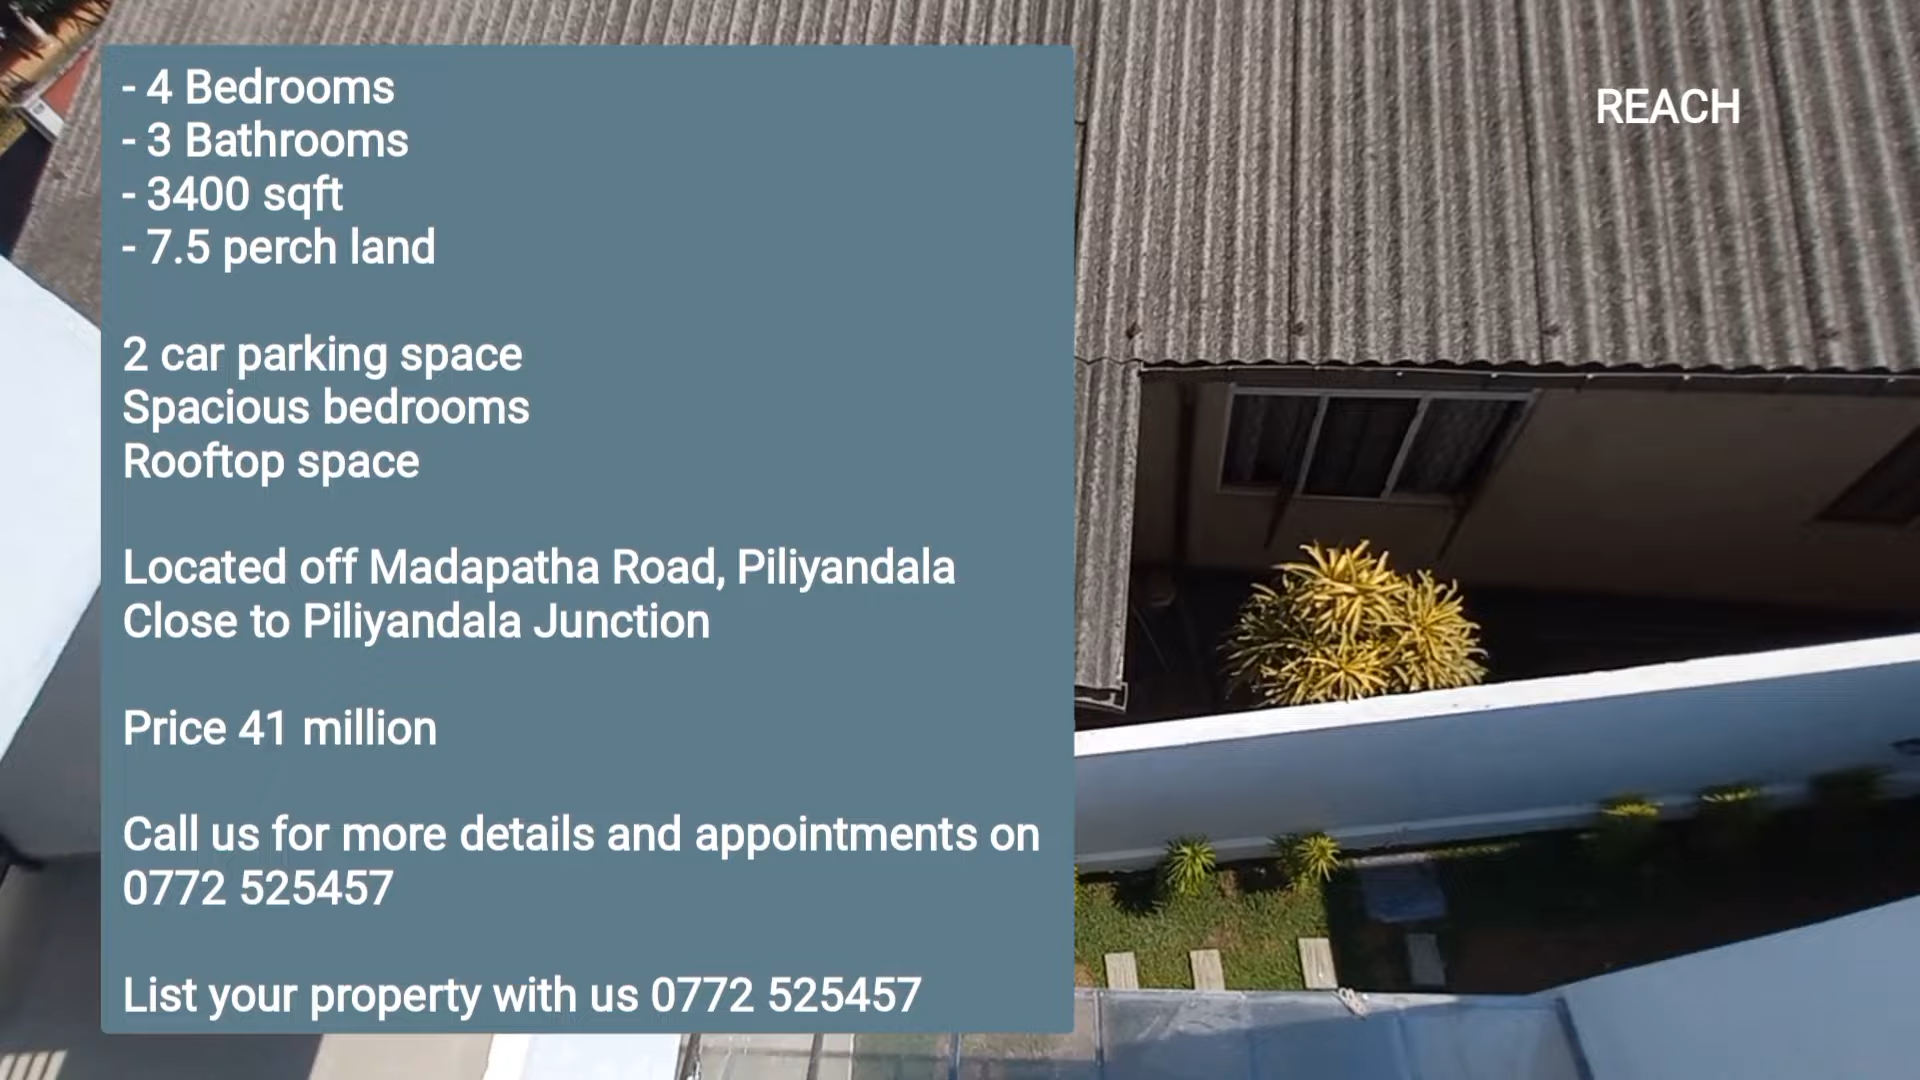 - 4 Bedrooms
- 3 Bathrooms
- 3400 sqft
- 7.5 perch land
2 car parking space
Spacious bedrooms
Rooftop space
Located off Madapatha Road, Piliyandala
Close to Piliyandala Junction
Price 41 million
Call us for more details and appointments on
0772 525457
List your property with us 0772 525457
REACH